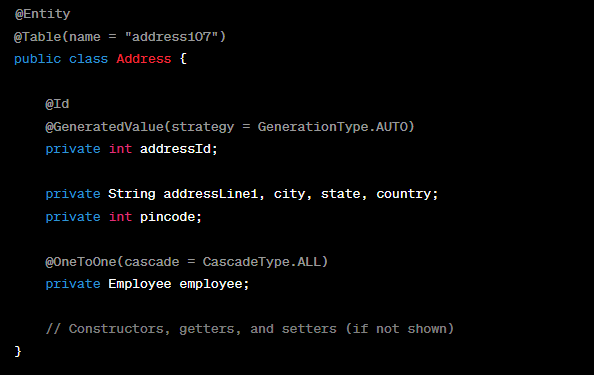 @Entity
@Table(name = "address107")
public class Address {
@Id
@GeneratedValue(strategy = GenerationType.AUTO)
private int addressId;
private String addressLine1, city, state, country;
private int pincode;
@OneToOne(cascade = CascadeType.ALL)
private Employee employee;
// Constructors, getters, and setters (if not shown)
}